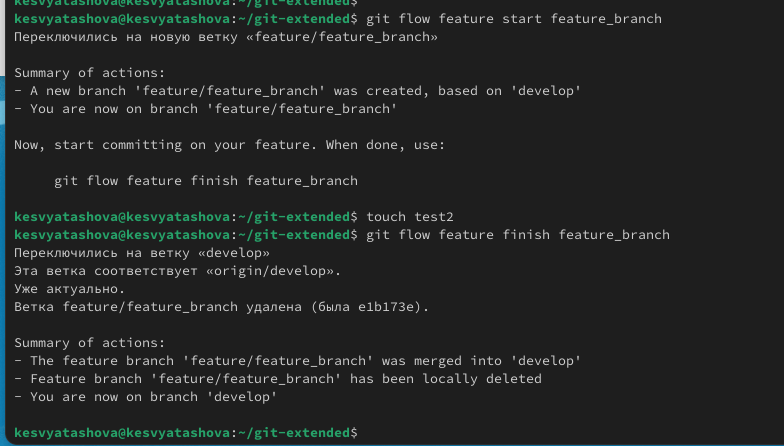 kesvyatashova@kesvyatashova:~/git-extended$
kesvyatashova@kesvyatashova:~/git-extended$ git flow feature start feature_branch
Переключились на новую ветку «feature/feature_branch»
Summary of actions:
- A new branch 'feature/feature_branch' was created, based on 'develop'
- You are now on branch 'feature/feature_branch'
Now, start committing on your feature. When done, use:
git flow feature finish feature_branch
kesvyatashova@kesvyatashova:~/git-extended$ touch test2
kesvyatashova@kesvyatashova:~/git-extended$ git flow feature finish feature_branch
Переключились на ветку «develop»
Эта ветка соответствует «origin/develop».
Уже актуально.
Ветка feature/feature_branch удалена (была e1b173e).
Summary of actions:
- The feature branch 'feature/feature_branch' was merged into 'develop'
- Feature branch 'feature/feature_branch' has been locally deleted
- You are now on branch 'develop'
kesvyatashova@kesvyatashova:~/git-extended$